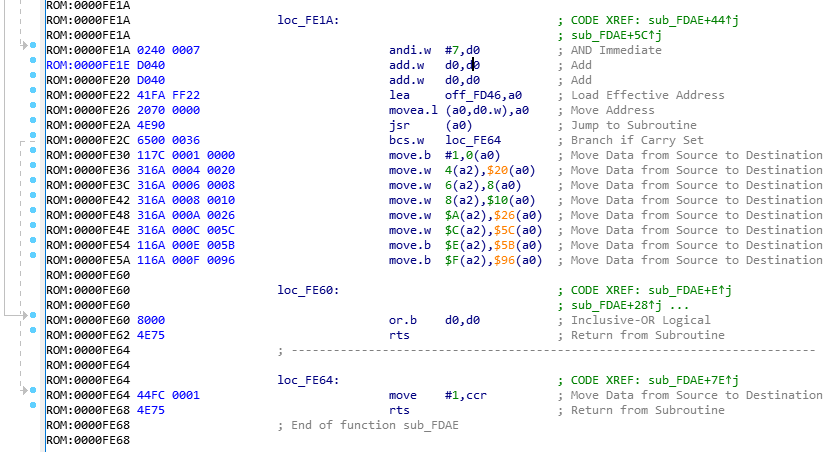 ROM:0000FE1A
ROM:0000FE1A loc_FE1A: ; CODE XREF: sub_FDAE+44↑j
ROM:0000FE1A ; sub_FDAE+5C↑j
ROM:0000FE1A 0240 0007 andi.w #7,d0 ; AND Immediate
ROM:0000FE1E D040 add.w d0,d0 ; Add
ROM:0000FE20 D040 add.w d0,d0 ; Add
ROM:0000FE22 41FA FF22 lea off_FD46,a0 ; Load Effective Address
ROM:0000FE26 2070 0000 movea.l (a0,d0.w),a0 ; Move Address
ROM:0000FE2A 4E90 jsr (a0) ; Jump to Subroutine
ROM:0000FE2C 6500 0036 bcs.w loc_FE64 ; Branch if Carry Set
ROM:0000FE30 117C 0001 0000 move.b #1,0(a0) ; Move Data from Source to Destination
ROM:0000FE36 316A 0004 0020 move.w 4(a2),$20(a0) ; Move Data from Source to Destination
ROM:0000FE3C 316A 0006 0008 move.w 6(a2),8(a0) ; Move Data from Source to Destination
ROM:0000FE42 316A 0008 0010 move.w 8(a2),$10(a0) ; Move Data from Source to Destination
ROM:0000FE48 316A 000A 0026 move.w $A(a2),$26(a0) ; Move Data from Source to Destination
ROM:0000FE4E 316A 000C 005C move.w $C(a2),$5C(a0) ; Move Data from Source to Destination
ROM:0000FE54 116A 000E 005B move.b $E(a2),$5B(a0) ; Move Data from Source to Destination
ROM:0000FE5A 116A 000F 0096 move.b $F(a2),$96(a0) ; Move Data from Source to Destination
ROM:0000FE60
ROM:0000FE60 loc_FE60: ; CODE XREF: sub_FDAE+E↑j
ROM:0000FE60 ; sub_FDAE+28↑j ...
ROM:0000FE60 8000 or.b d0,d0 ; Inclusive-OR Logical
ROM:0000FE62 4E75 rts ; Return from Subroutine
ROM:0000FE64 ; ---------------------------------------------------------------------------
ROM:0000FE64
ROM:0000FE64 loc_FE64: ; CODE XREF: sub_FDAE+7E↑j
ROM:0000FE64 44FC 0001 move #1,ccr ; Move Data from Source to Destination
ROM:0000FE68 4E75 rts ; Return from Subroutine
ROM:0000FE68 ; End of function sub_FDAE
ROM:0000FE68